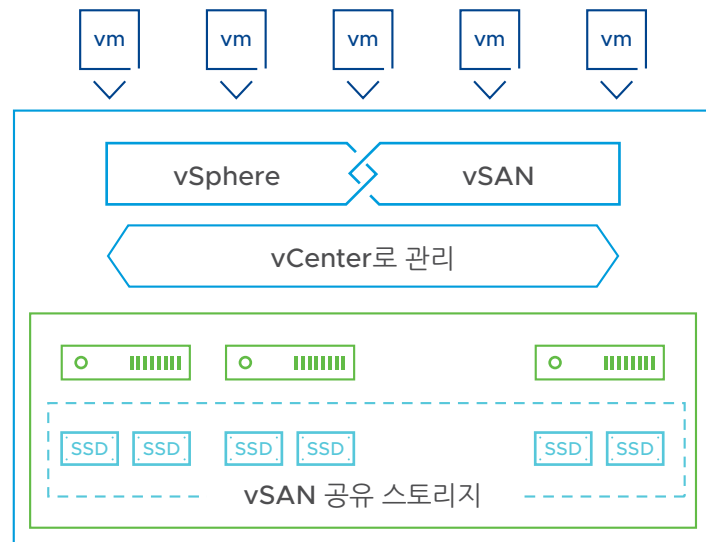 vm vm vm vm vm
vSphere vSAN
vCenter로 관리
SSD SSD SSD SSD SSD SSD
vSAN 공유 스토리지